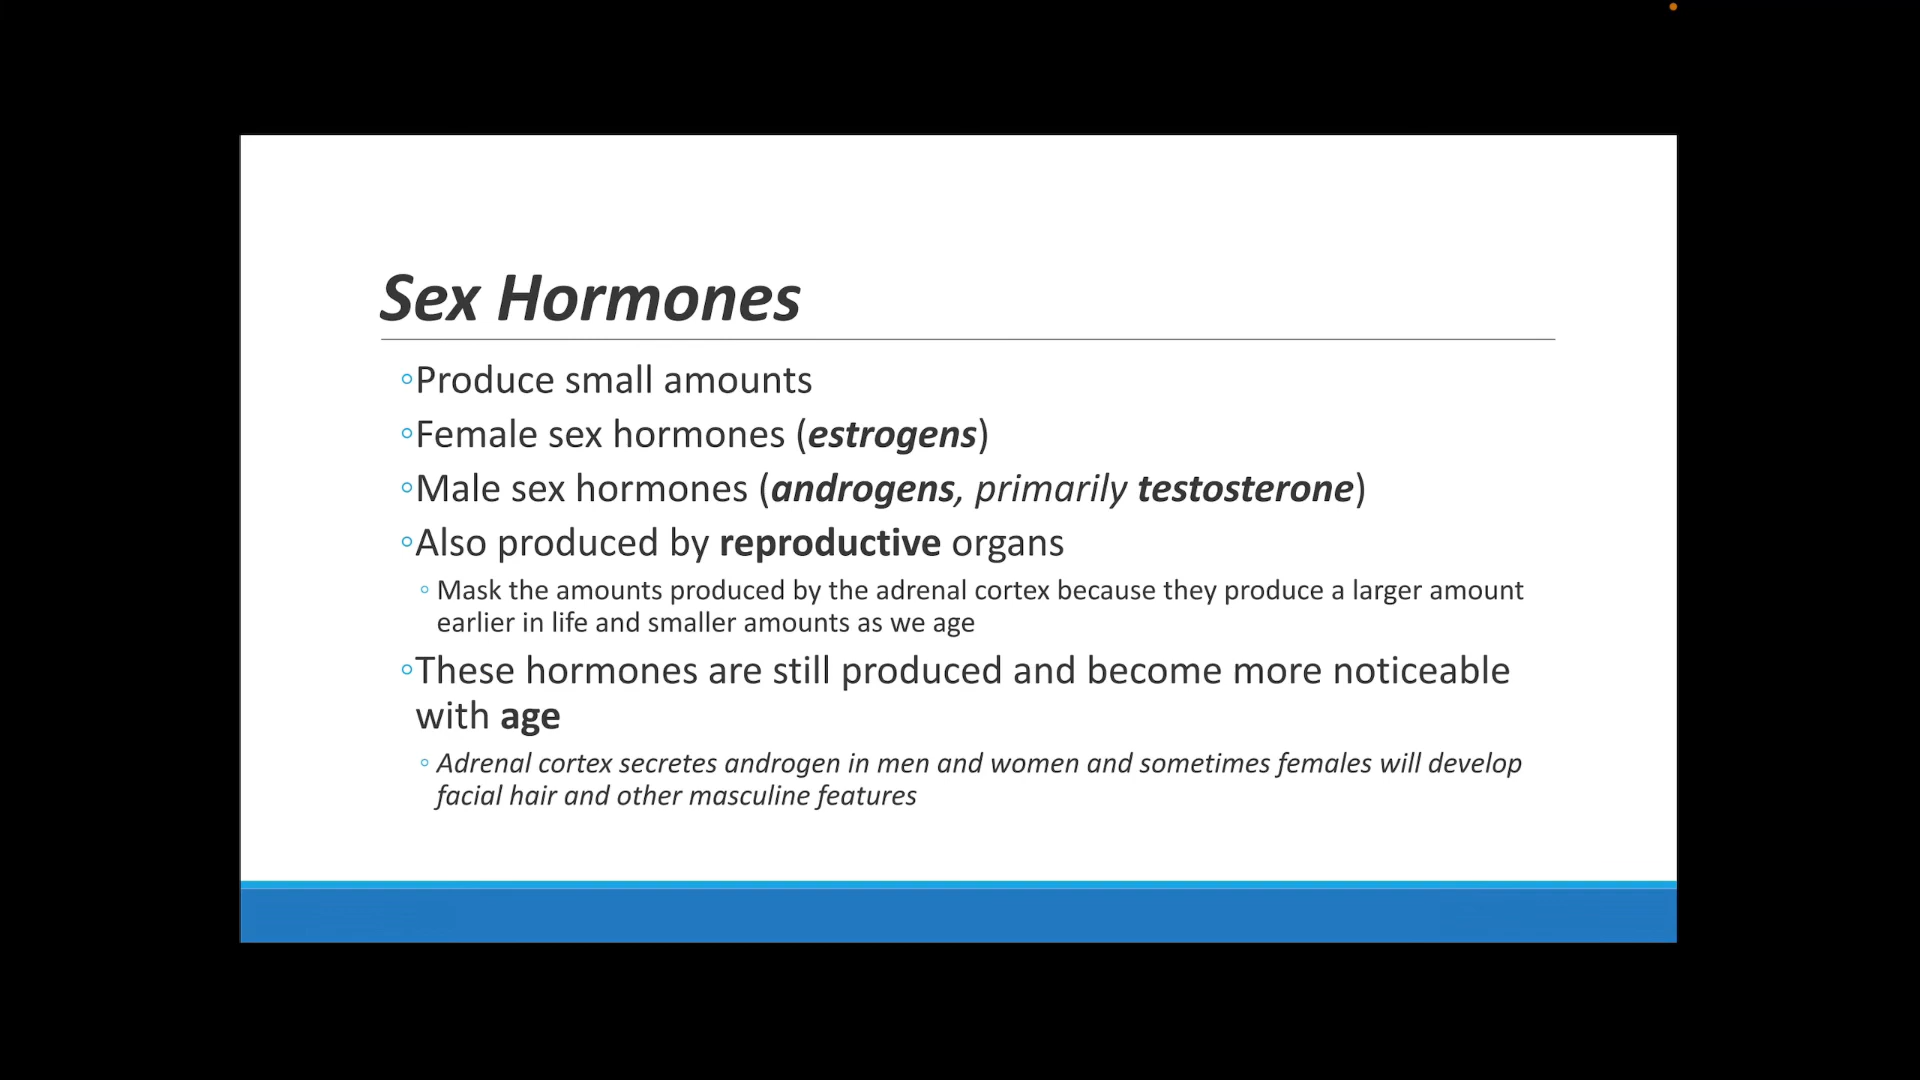 Sex Hormones
◦Produce small amounts
◦Female sex hormones (estrogens)
◦Male sex hormones (androgens, primarily testosterone)
◦Also produced by reproductive organs
◦ Mask the amounts produced by the adrenal cortex because they produce a larger amount
earlier in life and smaller amounts as we age
◦These hormones are still produced and become more noticeable
with age
◦ Adrenal cortex secretes androgen in men and women and sometimes females will develop
facial hair and other masculine features